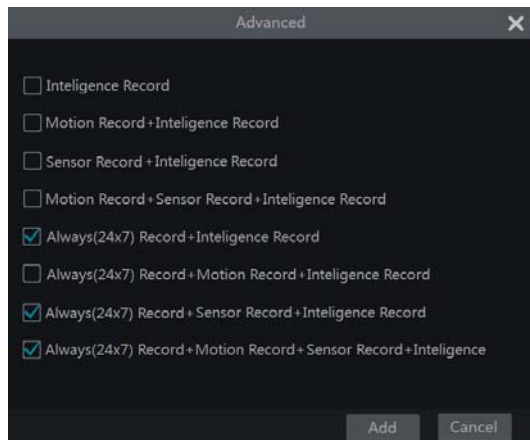 Advanced
Inteligence Record
Motion Record+Inteligence Record
Sensor Record+Inteligence Record
Motion Record+Sensor Record+Inteligence Record
Always(24x7) Record+Inteligence Record
Always(24x7) Record+Motion Record+Inteligence Record
Always(24x7) Record+Sensor Record+Inteligence Record
Always(24x7) Record+Motion Record+Sensor Record+Inteligence
Add Cancel